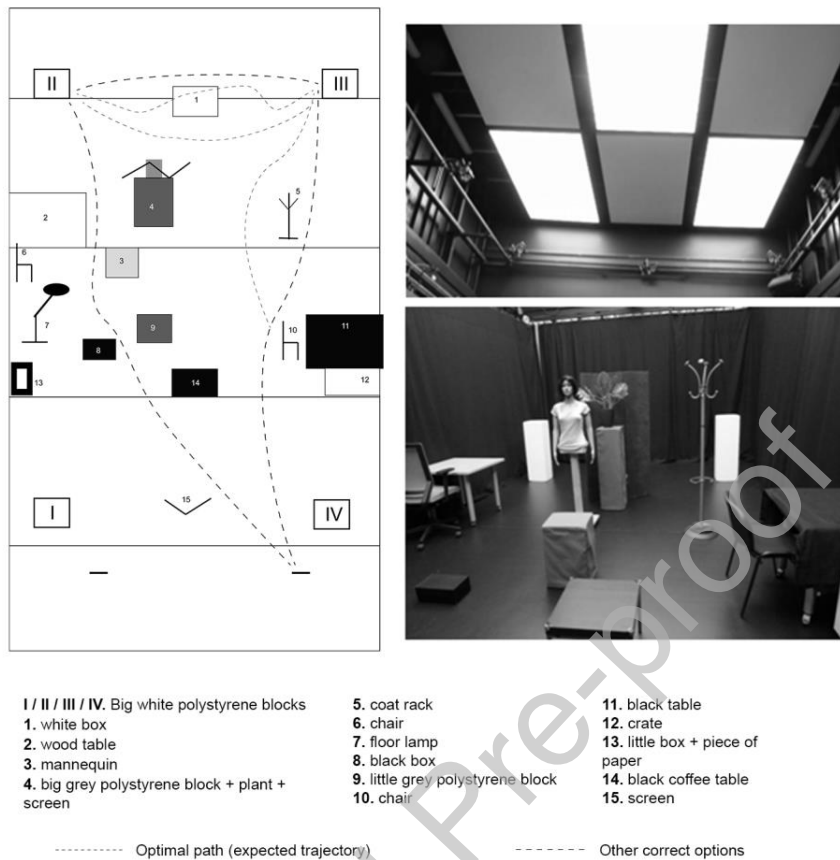 II
III
1
5
4
2
6
3
7
9
10
11
8
13
14
12
15
I
IV
I / II / III / IV. Big white polystyrene blocks
1. white box
2. wood table
3. mannequin
4. big grey polystyrene block + plant +
screen
5. coat rack
6. chair
7. floor lamp
8. black box
9. little grey polystyrene block
10. chair
11. black table
12. crate
13. little box + piece of
paper
14. black coffee table
15. screen
Optimal path (expected trajectory)
Other correct options
Pre-proof